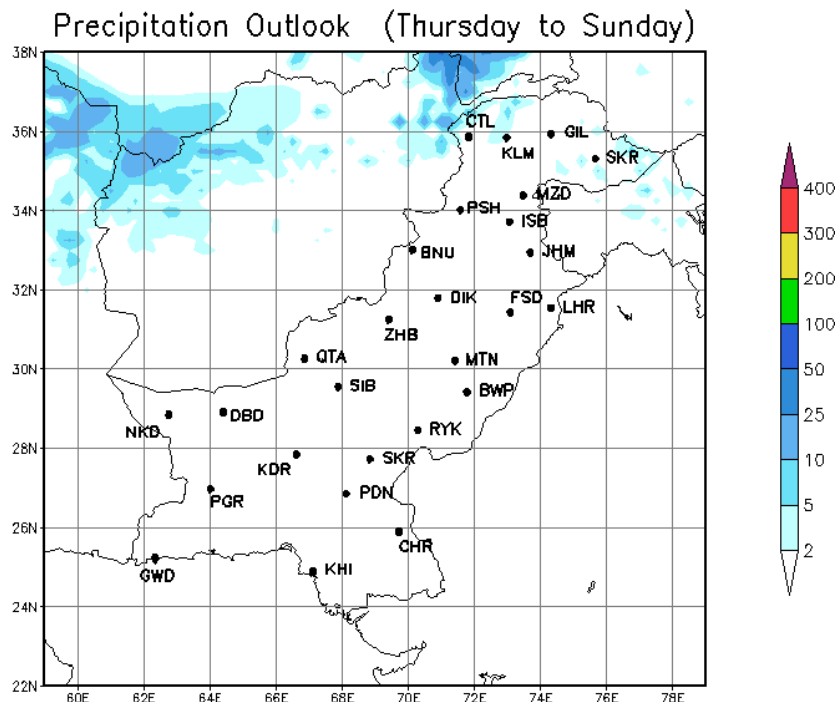 Precipitation Outlook (Thursday to Sunday)
38N
36N
34N
32N
30N
28N
26N
24N
22N
CTL
GIL
KLM
SKR
MZD
PSH
ISB
BNU
JHM
DIK
FSD
LHR
ZHB
QTA
MTN
SIB
BWP
DBD
NKD
RYK
KDR
SKR
PGR
PDN
CHR
GWD
KHI
60E 62E 64E 66E 68E 70E 72E 74E 76E 78E
400
300
200
100
50
25
10
5
2